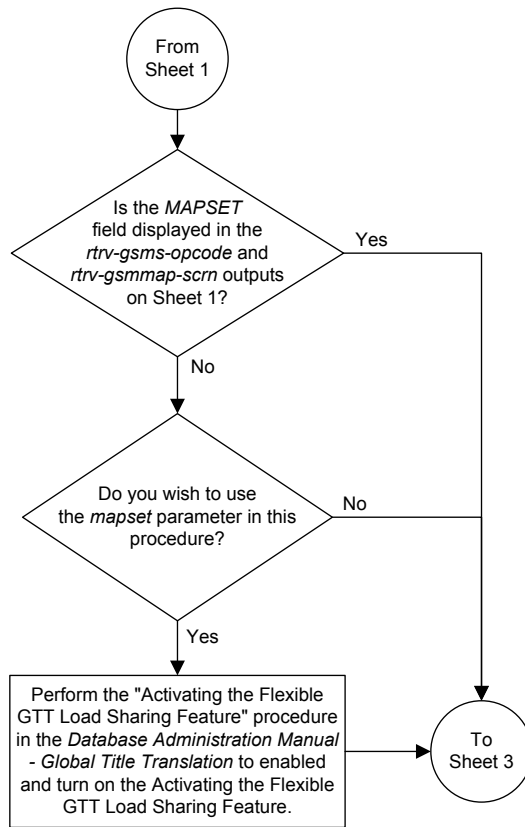 From
Sheet 1
Is the MAPSET
field displayed in the
rtrv-gsms-opcode and
rtrv-gsmmap-scrn outputs
on Sheet 1?
Yes
No
Do you wish to use
the mapset parameter in this
procedure?
No
Yes
Perform the "Activating the Flexible
GTT Load Sharing Feature" procedure
in the Database Administration Manual
- Global Title Translation to enabled
and turn on the Activating the Flexible
GTT Load Sharing Feature.
To
Sheet 3